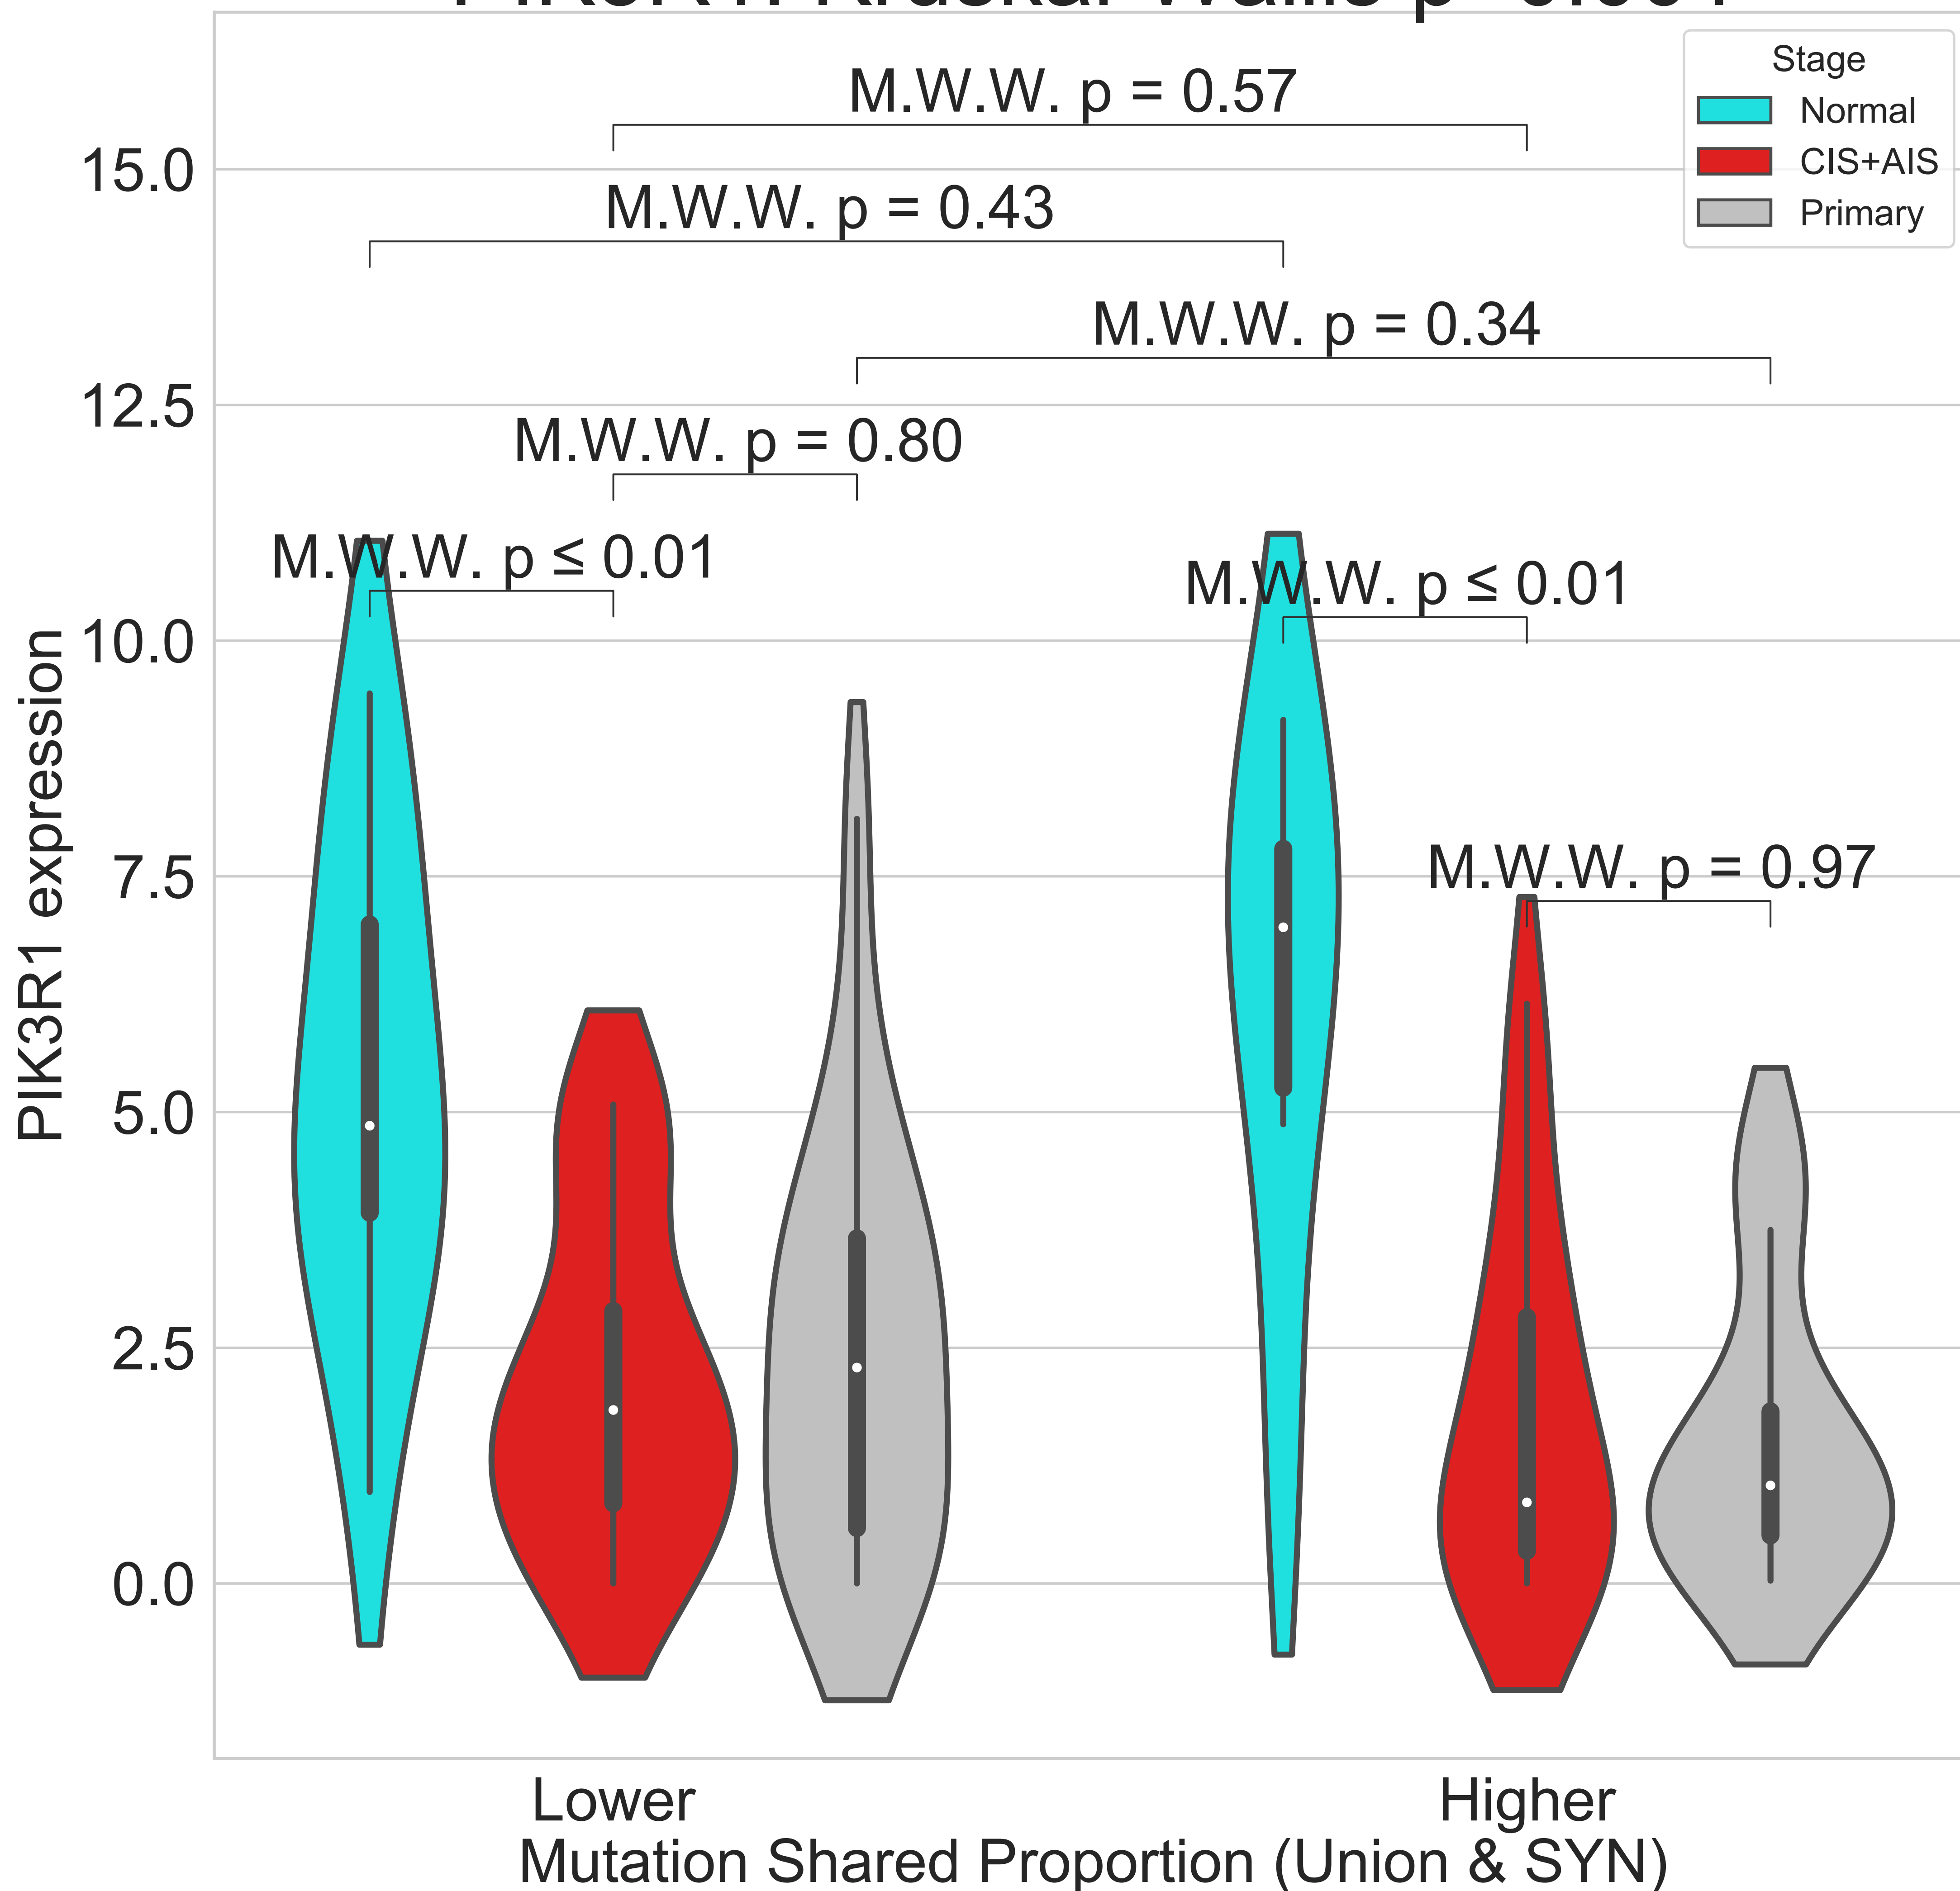 Stage
Normal
CIS+AIS
Primary
M.W.W. p = 0.57
15.0
M.W.W. p = 0.43
M.W.W. p = 0.34
12.5
M.W.W. p = 0.80
M.W.W. p ≤ 0.01
M.W.W. p ≤ 0.01
10.0
PIK3R1 expression
7.5
M.W.W. p = 0.97
5.0
2.5
0.0
Lower
Higher
Mutation Shared Proportion (Union & SYN)